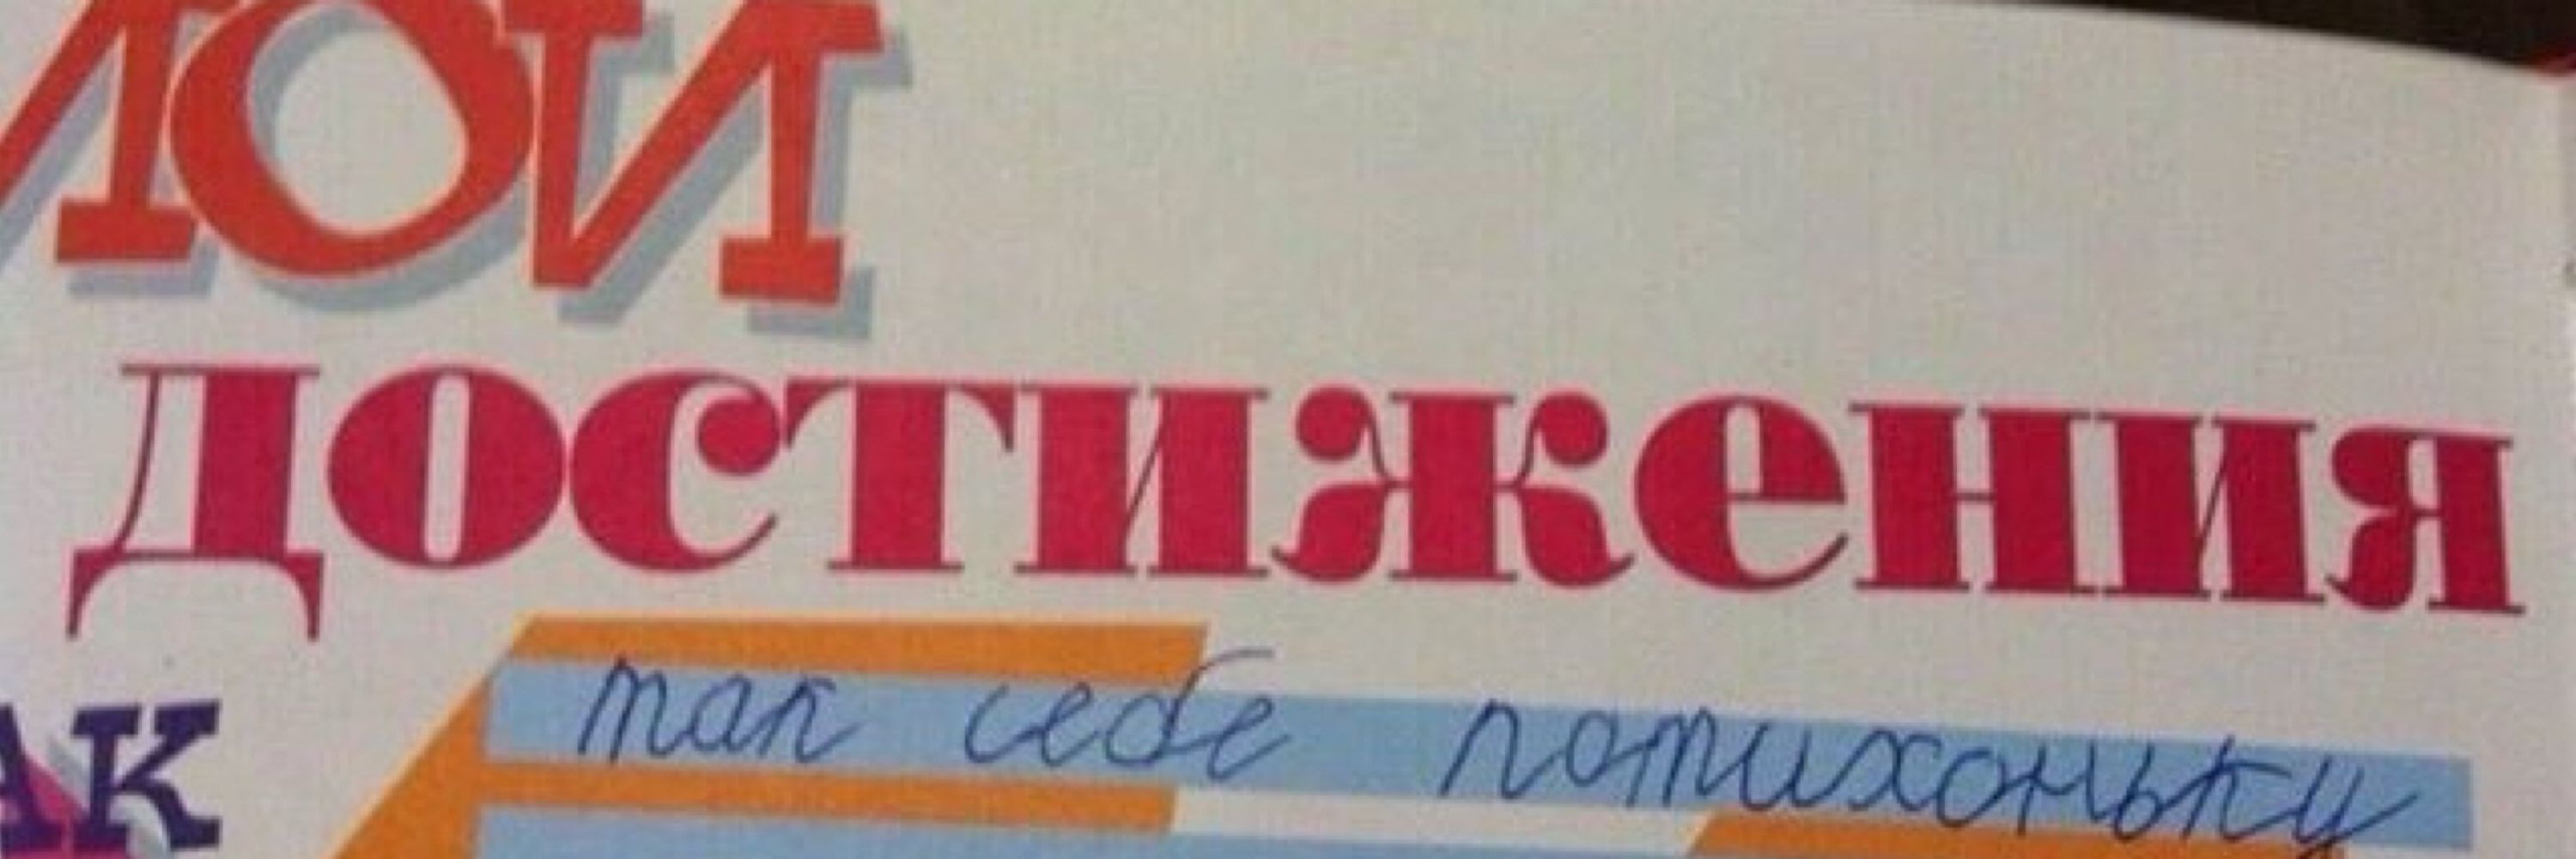 мои
достижения
так себе потихоньку